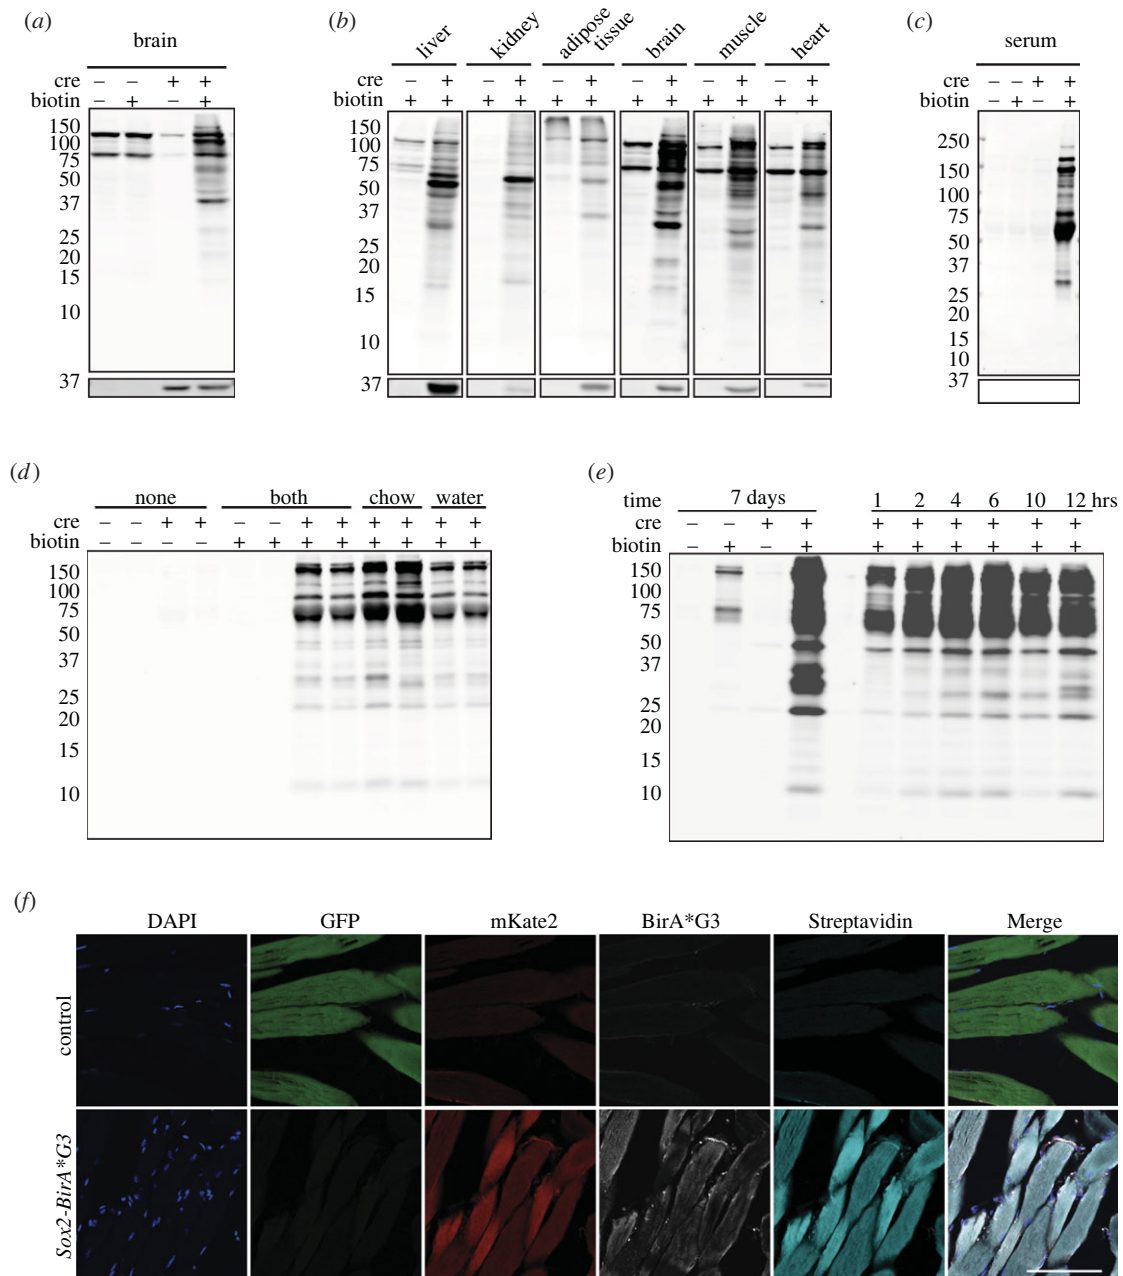 (a)
brain
cre – – + +
biotin – + – +
150
100
75
50
37
25
20
15
10
37
(b)
liver kidney adipose tissue brain muscle heart
cre – + – + – + – + – + – +
biotin + + + + + + + + + + + +
150
100
75
50
37
25
20
15
10
37
(c)
serum
cre – – + +
biotin – + – +
250
150
100
75
50
37
25
20
15
10
37
(d)
none both chow water
cre – – + + – – + + + + + +
biotin – – – – + + + + + + + +
150
100
75
50
37
25
20
15
10
(e)
time 7 days 1 2 4 6 10 12 hrs
cre – – + + + + + + + +
biotin – + – + + + + + + +
150
100
75
50
37
25
20
15
10
(f)
DAPI GFP mKate2 BirA*G3 Streptavidin Merge
control
Sox2-BirA*G3